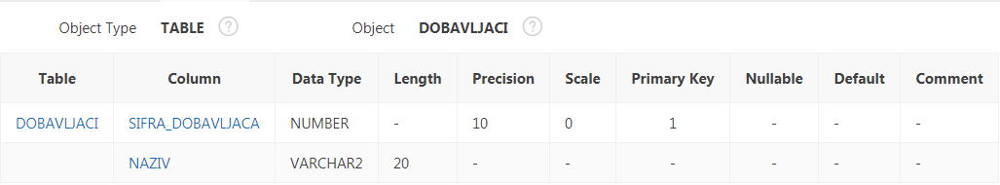 Object Type TABLE ? Object DOBAVLJACI ?
Table Column Data Type Length Precision Scale Primary Key Nullable Default Comment
DOBAVLJACI SIFRA_DOBAVLJACA NUMBER - 10 0 1 - - -
NAZIV VARCHAR2 20 - - - - - -